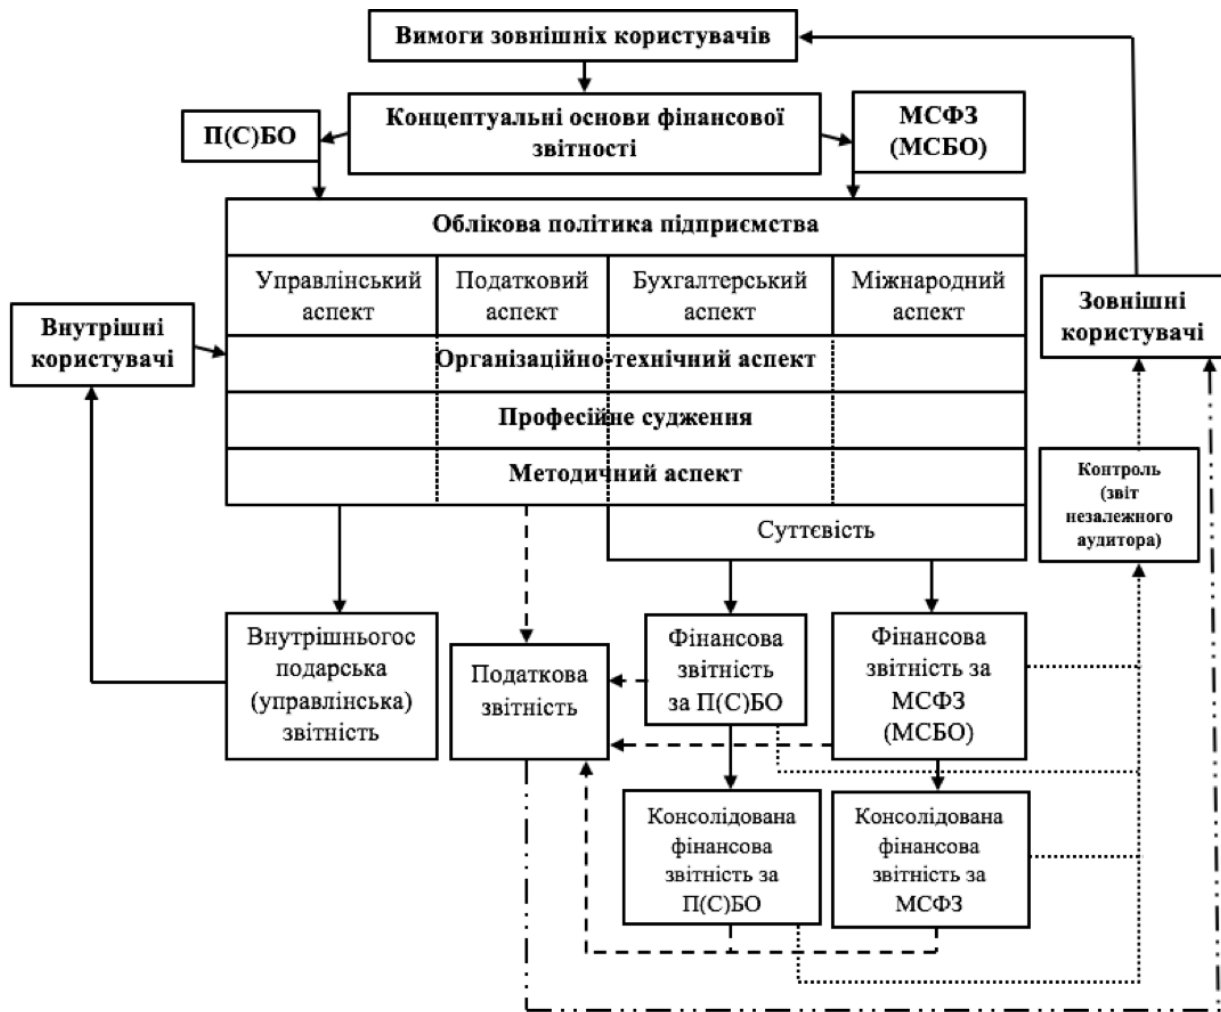 Вимоги зовнішніх користувачів
П(С)БО
Концептуальні основи фінансової
звітності
МСФЗ
(МСБО)
Облікова політика підприємства
Управлінський
аспект
Податковий
аспект
Бухгалтерський
аспект
Міжнародний
аспект
Внутрішні
користувачі
Зовнішні
користувачі
Організаційно-технічний аспект
Професійне судження
Методичний аспект
Контроль
(звіт
незалежного
аудитора)
Суттєвість
Внутрішньогос
подарська
(управлінська)
звітність
Податкова
звітність
Фінансова
звітність
за П(С)БО
Фінансова
звітність за
МСФЗ
(МСБО)
Консолідована
фінансова
звітність за
П(С)БО
Консолідована
фінансова
звітність за
МСФЗ